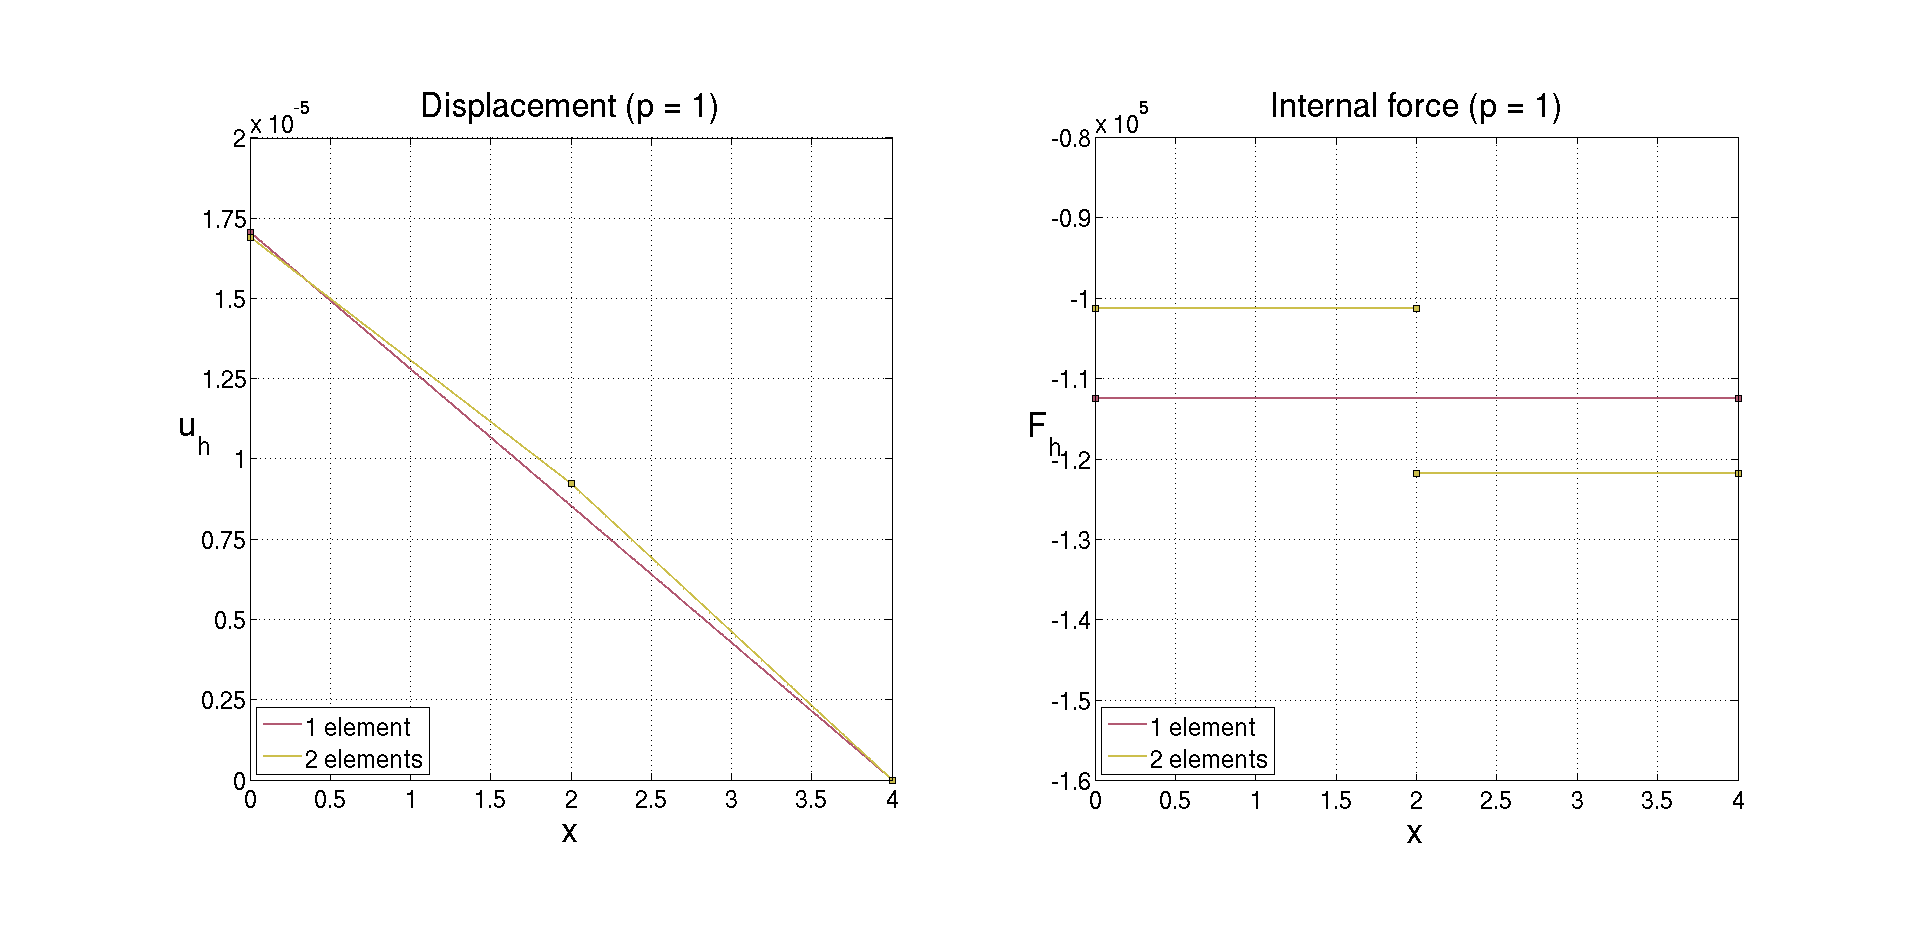 Displacement (p = 1)
x 10^-5
2
1.75
1.5
1.25
1
0.75
0.5
0.25
0
u_h
0 0.5 1 1.5 2 2.5 3 3.5 4
x
1 element
2 elements
Internal force (p = 1)
x 10^5
-0.8
-0.9
-1
-1.1
-1.2
-1.3
-1.4
-1.5
-1.6
F_h
0 0.5 1 1.5 2 2.5 3 3.5 4
x
1 element
2 elements